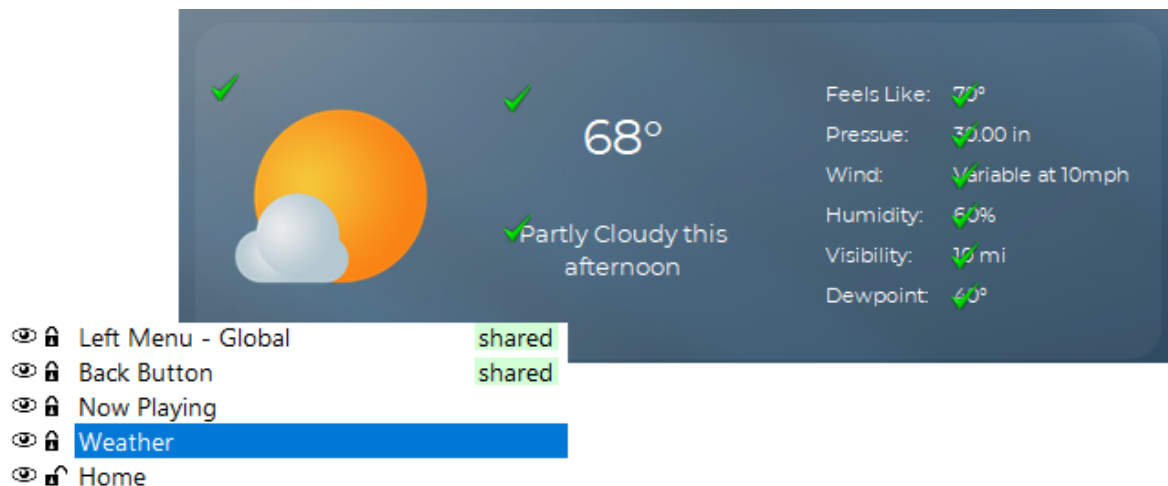 68°
Partly Cloudy this
afternoon
Feels Like: 70°
Pressue: 30.00 in
Wind: Variable at 10mph
Humidity: 60%
Visibility: 10 mi
Dewpoint: 40°
Left Menu - Global shared
Back Button shared
Now Playing
Weather
Home